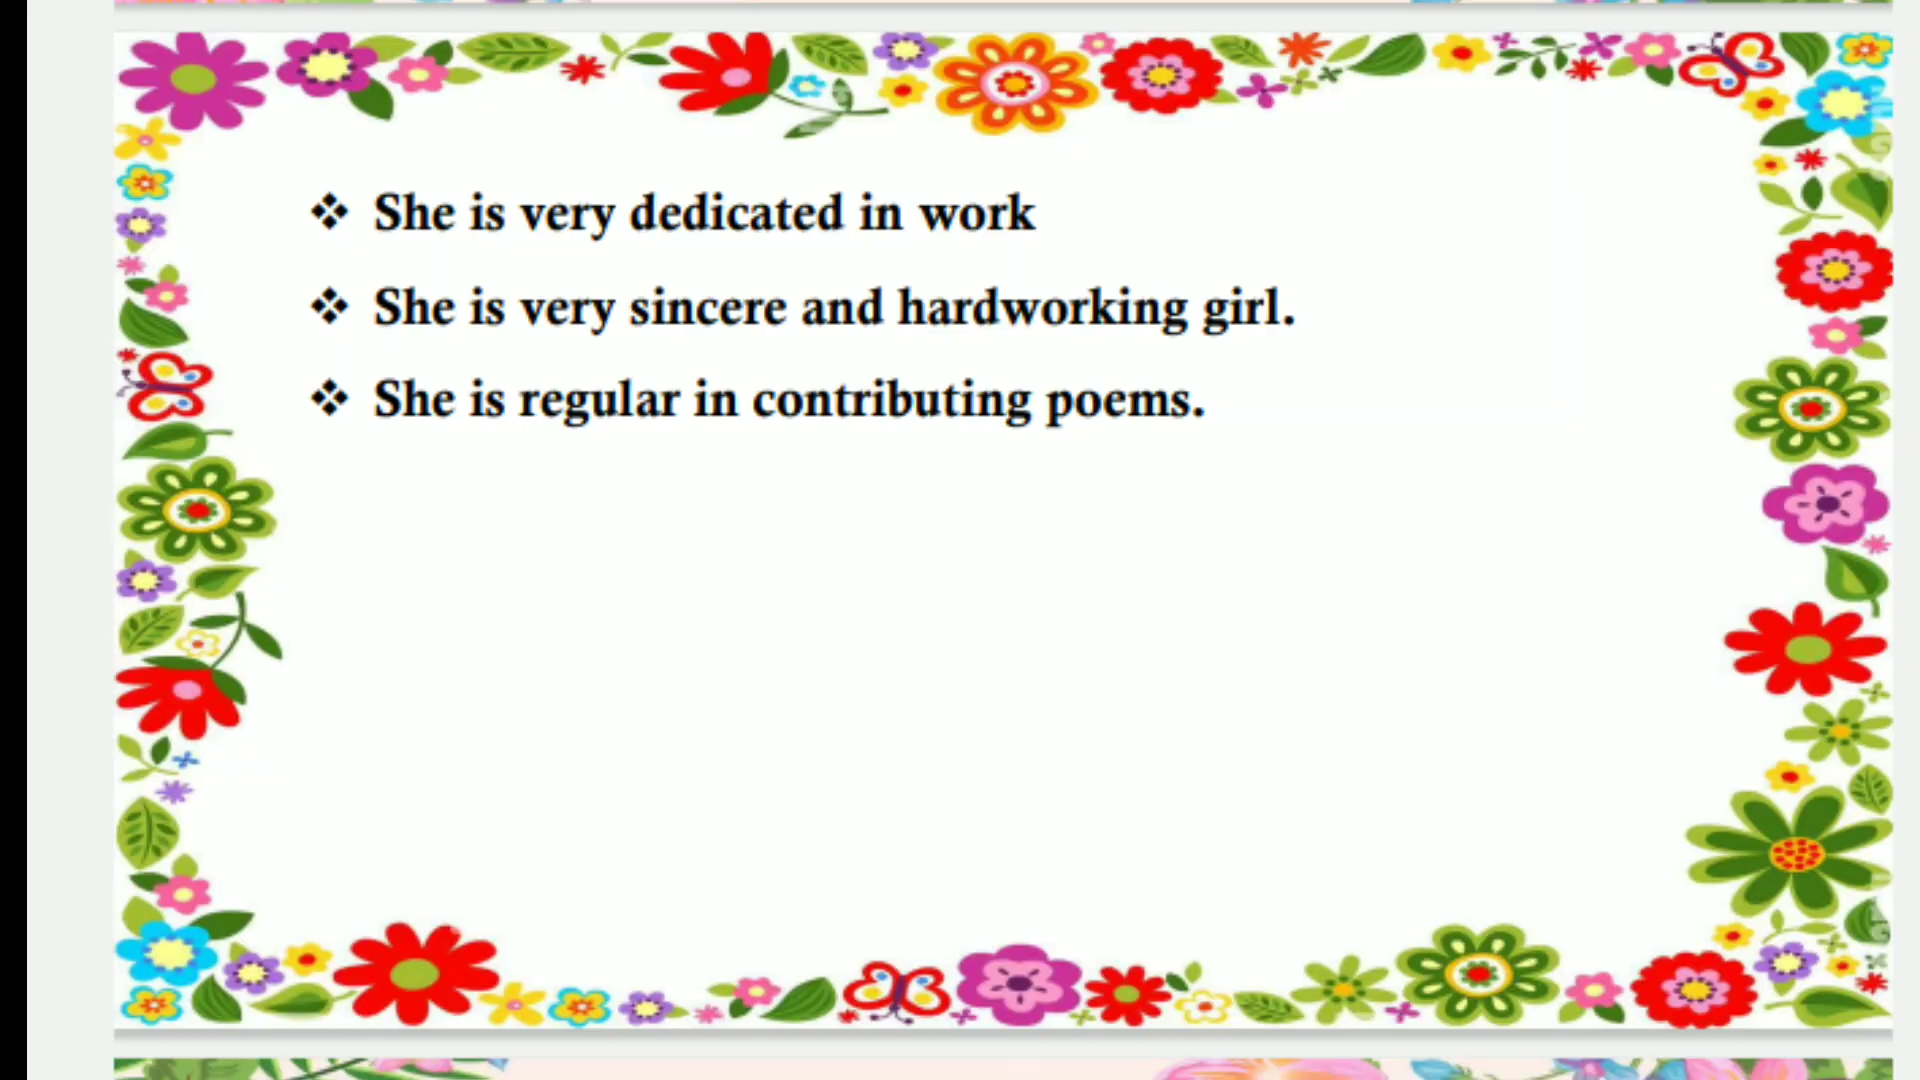 ❖ She is very dedicated in work
❖ She is very sincere and hardworking girl.
❖ She is regular in contributing poems.